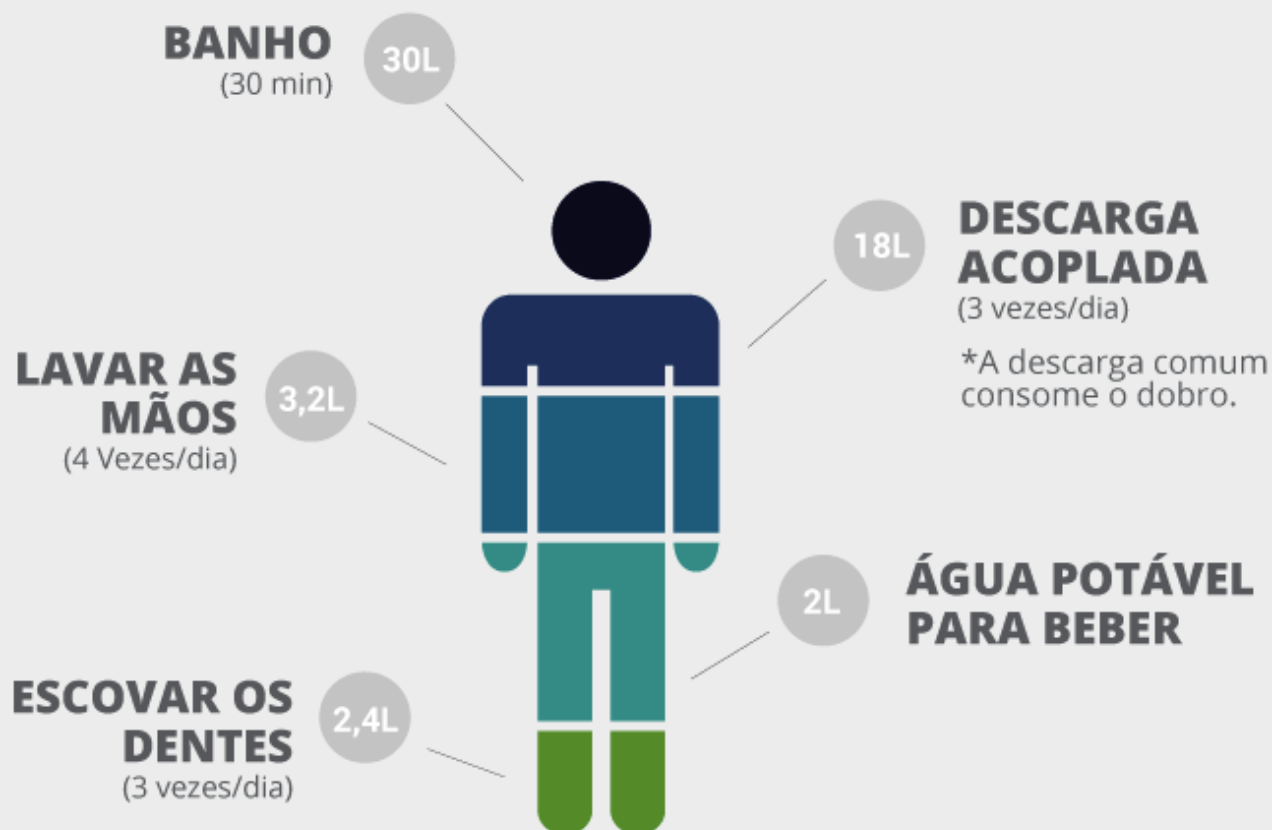 BANHO
(30 min)
30L
18L
DESCARGA
ACOPLADA
(3 vezes/dia)
*A descarga comum
consome o dobro.
LAVAR AS
MÃOS
(4 Vezes/dia)
3,2L
2L
ÁGUA POTÁVEL
PARA BEBER
ESCOVAR OS
DENTES
(3 vezes/dia)
2,4L